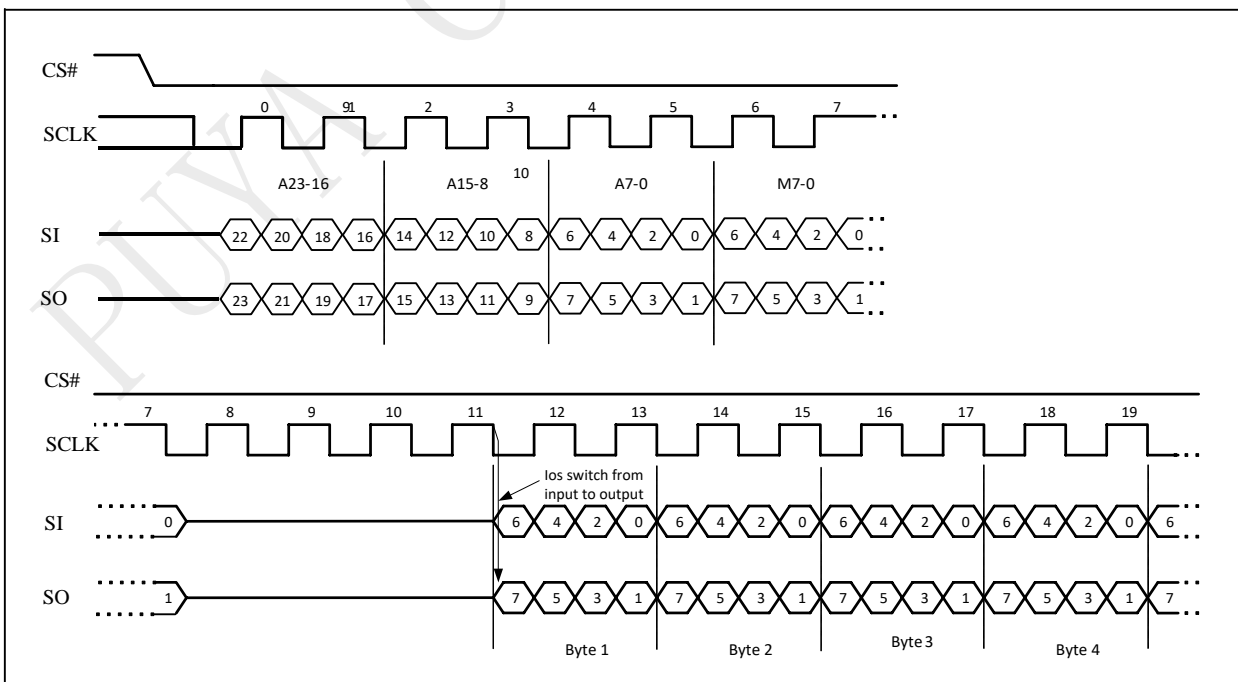 PUYA
CS#
0 91 2 3 4 5 6 7
SCLK
A23-16 A15-8 10 A7-0 M7-0
SI 22 20 18 16 14 12 10 8 6 4 2 0 6 4 2 0
SO 23 21 19 17 15 13 11 9 7 5 3 1 7 5 3 1
CS#
7 8 9 10 11 12 13 14 15 16 17 18 19
SCLK
Ios switch from
input to output
SI 0 6 4 2 0 6 4 2 0 6 4 2 0 6 4 2 0 6
SO 1 7 5 3 1 7 5 3 1 7 5 3 1 7 5 3 1 7
Byte 1 Byte 2 Byte 3 Byte 4